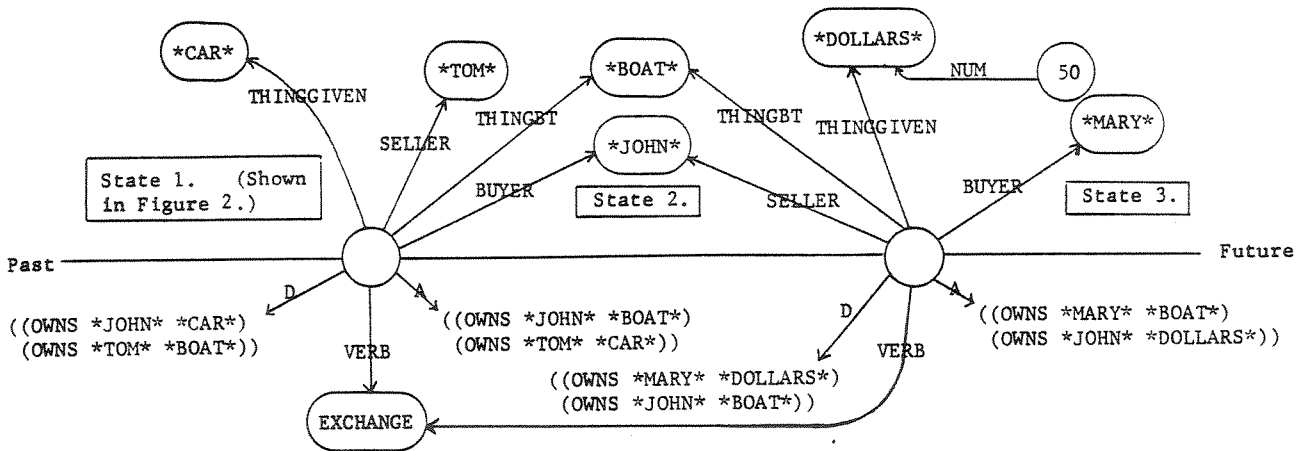 *CAR*
*TOM*
*BOAT*
*DOLLARS*
NUM
50
*MARY*
THINGGIVEN
SELLER
THINGBT
*JOHN*
THINGBT
THINGGIVEN
State 1. (Shown
in Figure 2.)
BUYER
State 2.
SELLER
BUYER
State 3.
Past
Future
D
A
D
A
((OWNS *JOHN* *CAR*)
(OWNS *TOM* *BOAT*))
((OWNS *JOHN* *BOAT*)
(OWNS *TOM* *CAR*))
((OWNS *MARY* *BOAT*)
(OWNS *JOHN* *DOLLARS*))
VERB
VERB
((OWNS *MARY* *DOLLARS*)
(OWNS *JOHN* *BOAT*))
EXCHANGE